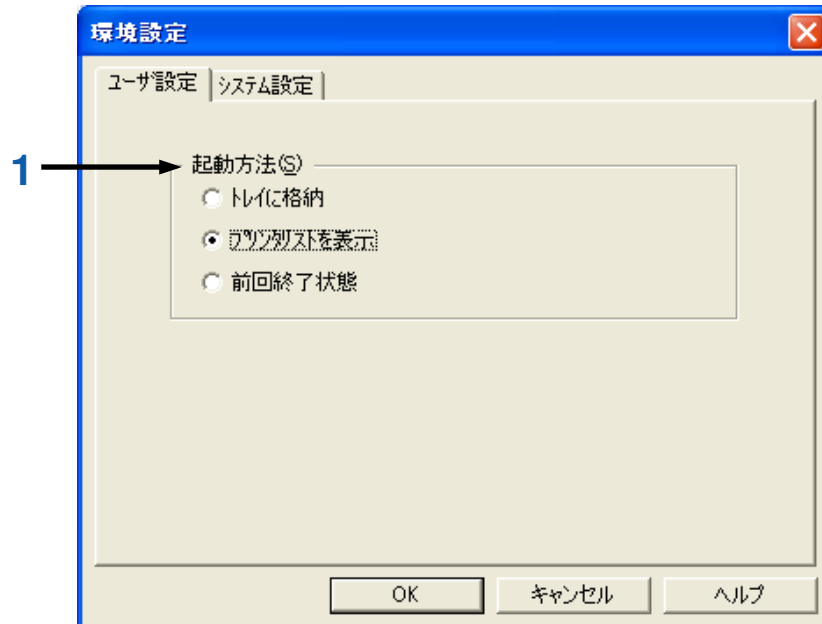 環境設定
ユーザ設定 システム設定
1
起動方法(S)
トレイに格納
プリンタリストを表示
前回終了状態
OK キャンセル ヘルプ